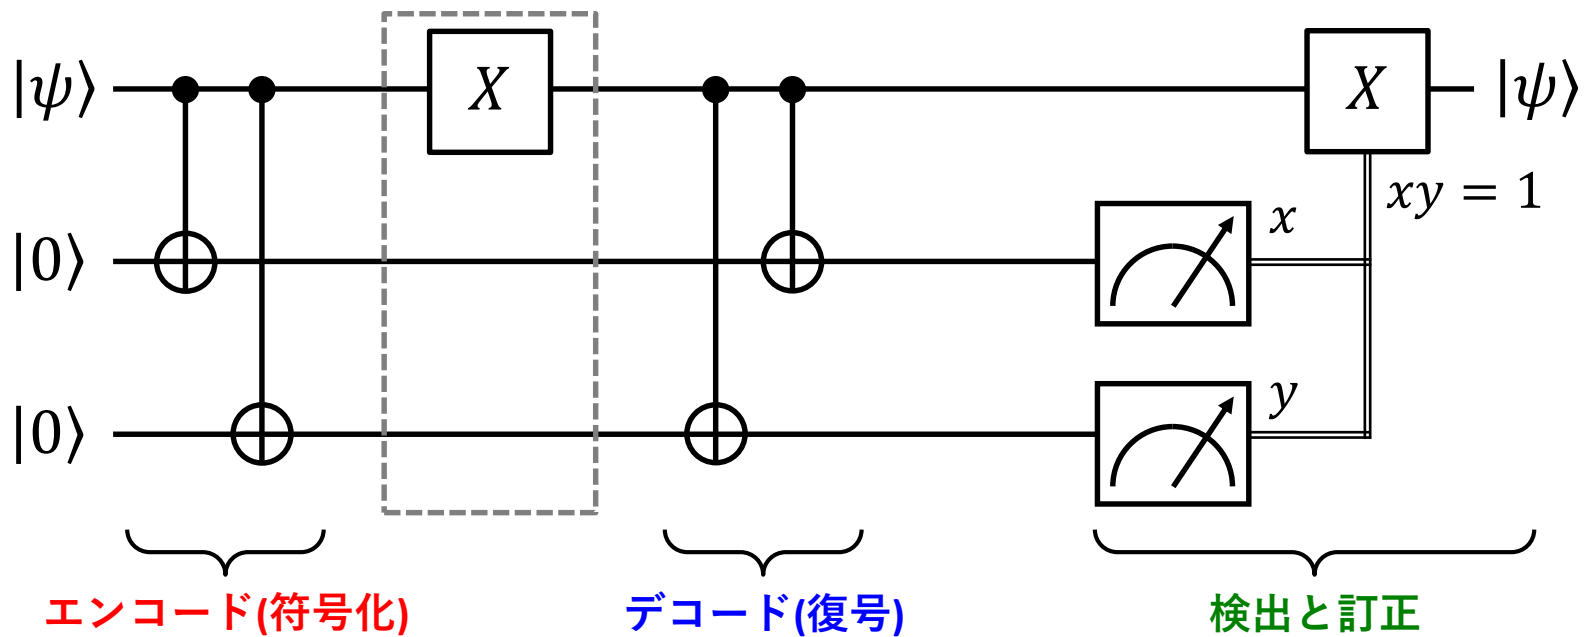 |ψ⟩ X X |ψ⟩
x xy = 1
|0⟩
y
|0⟩
エンコード(符号化) デコード(復号) 検出と訂正